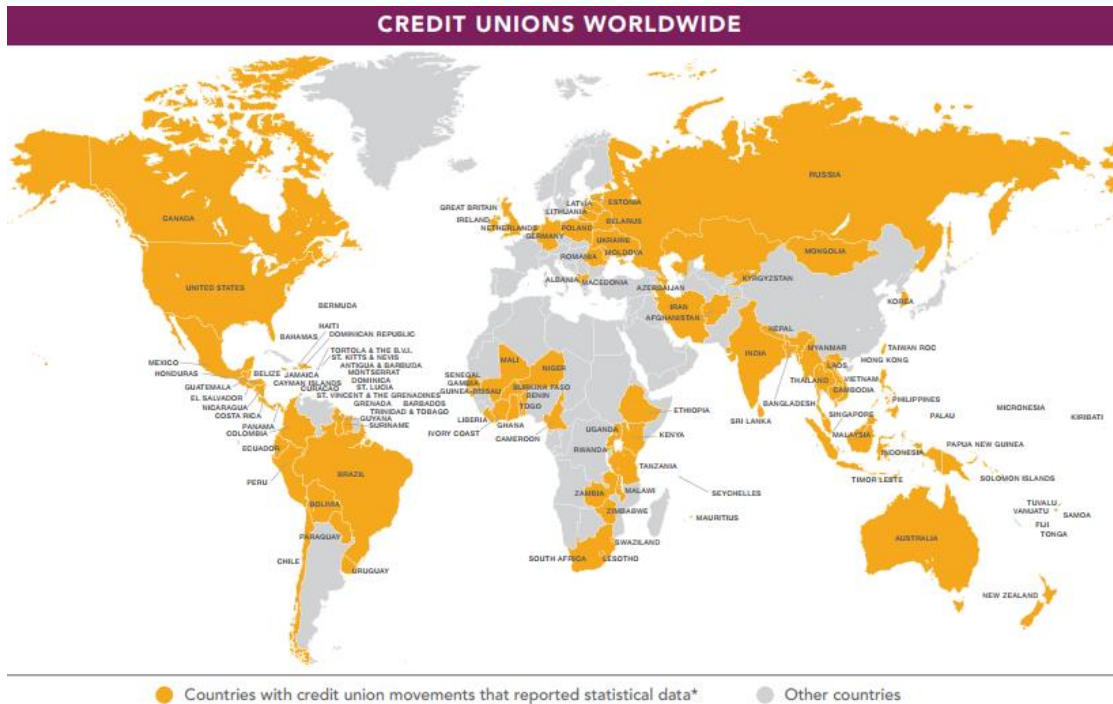 CREDIT UNIONS WORLDWIDE
RUSSIA
CANADA
UNITED STATES
GREAT BRITAIN
IRELAND
NETHERLANDS
GERMANY
LATVIA
LITHUANIA
ESTONIA
POLAND
BELARUS
UKRAINE
MOLDOVA
ROMANIA
ALBANIA
MACEDONIA
AZERBAIJAN
MONGOLIA
KYRGYZSTAN
KOREA
IRAN
AFGHANISTAN
NEPAL
INDIA
MYANMAR
TAIWAN ROC
HONG KONG
LAOS
THAILAND
VIETNAM
CAMBODIA
BANGLADESH
SRI LANKA
PHILIPPINES
SINGAPORE
MALAYSIA
PALAU
MICRONESIA
KIRIBATI
INDONESIA
PAPUA NEW GUINEA
SOLOMON ISLANDS
TIMOR LESTE
TUVALU
VANUATU
SAMOA
FIJI
TONGA
AUSTRALIA
NEW ZEALAND
BERMUDA
HAITI
DOMINICAN REPUBLIC
BAHAMAS
MEXICO
HONDURAS
BELIZE
JAMAICA
TORTOLA & THE B.V.I.
ST. KITTS & NEVIS
ANTIGUA & BARBUDA
CAYMAN ISLANDS
MONTSERRAT
GUATEMALA
CURACAO
DOMINICA
EL SALVADOR
ST. LUCIA
ST. VINCENT & THE GRENADINES
NICARAGUA
GRENADA
BARBADOS
COSTA RICA
TRINIDAD & TOBAGO
PANAMA
GUYANA
COLOMBIA
SURINAME
ECUADOR
PERU
BRAZIL
BOLIVIA
PARAGUAY
CHILE
URUGUAY
MALI
NIGER
SENEGAL
GAMBIA
GUINEA-BISSAU
BURKINA FASO
BENIN
TOGO
LIBERIA
GHANA
IVORY COAST
CAMEROON
ETHIOPIA
UGANDA
KENYA
RWANDA
TANZANIA
SEYCHELLES
ZAMBIA
MALAWI
ZIMBABWE
MAURITIUS
SWAZILAND
SOUTH AFRICA
LESOTHO
Countries with credit union movements that reported statistical data*
Other countries